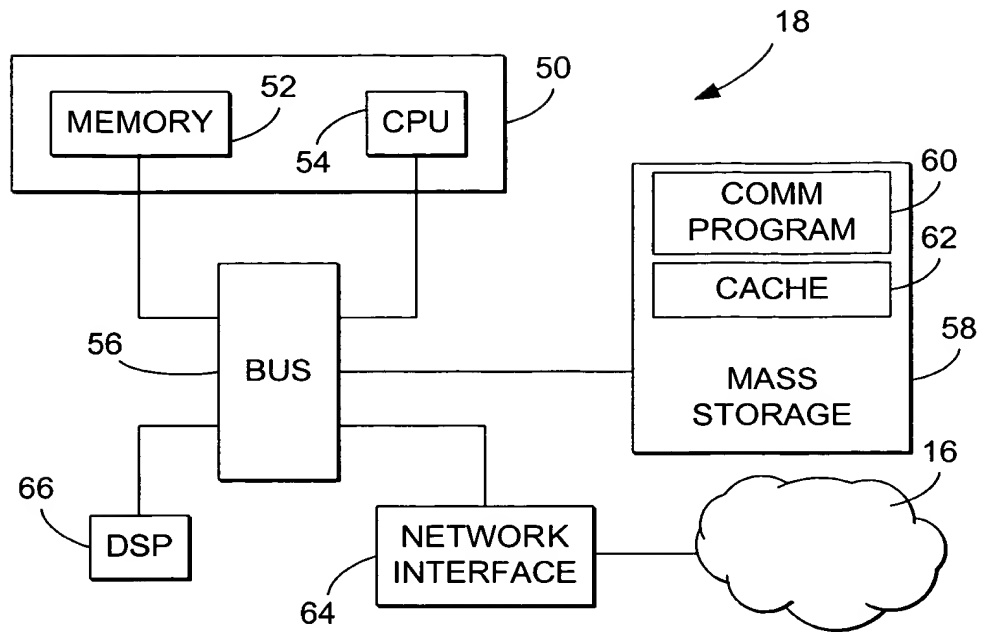 18
50
52
MEMORY
54
CPU
60
COMM
PROGRAM
62
CACHE
58
MASS
STORAGE
56
BUS
66
DSP
NETWORK
INTERFACE
64
16